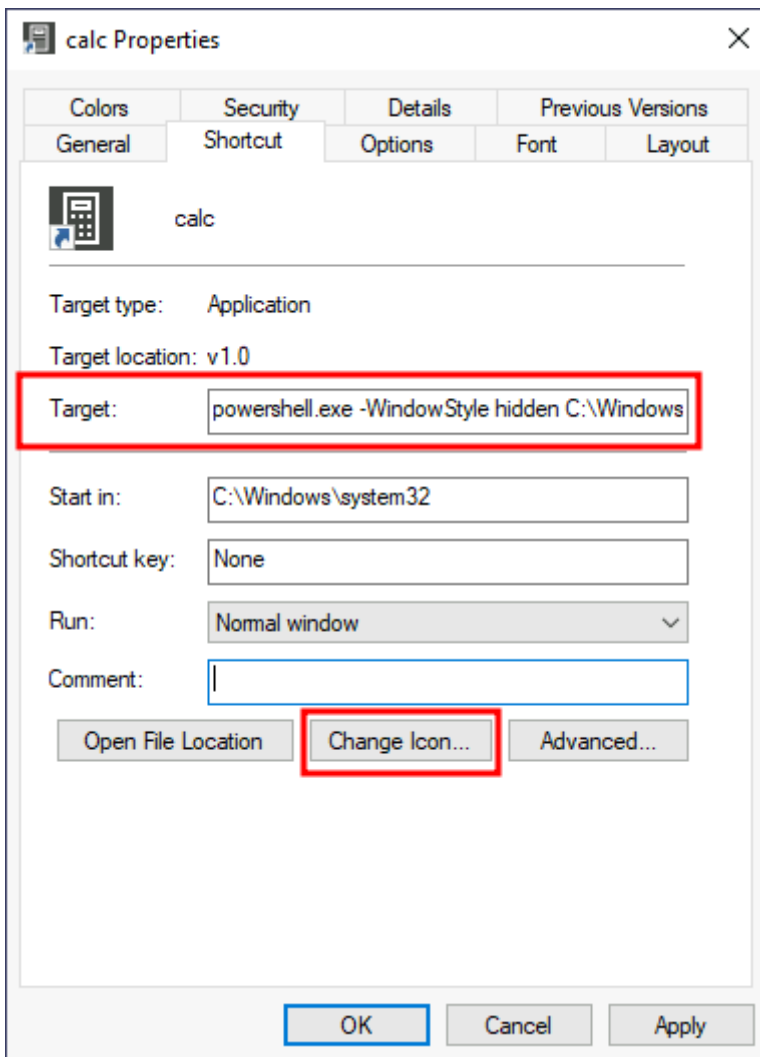 calc Properties
Colors Security Details Previous Versions
General Shortcut Options Font Layout
calc
Target type: Application
Target location: v1.0
Target: powershell.exe -WindowStyle hidden C:\Windows
Start in: C:\Windows\system32
Shortcut key: None
Run: Normal window
Comment:
Open File Location Change Icon... Advanced...
OK Cancel Apply